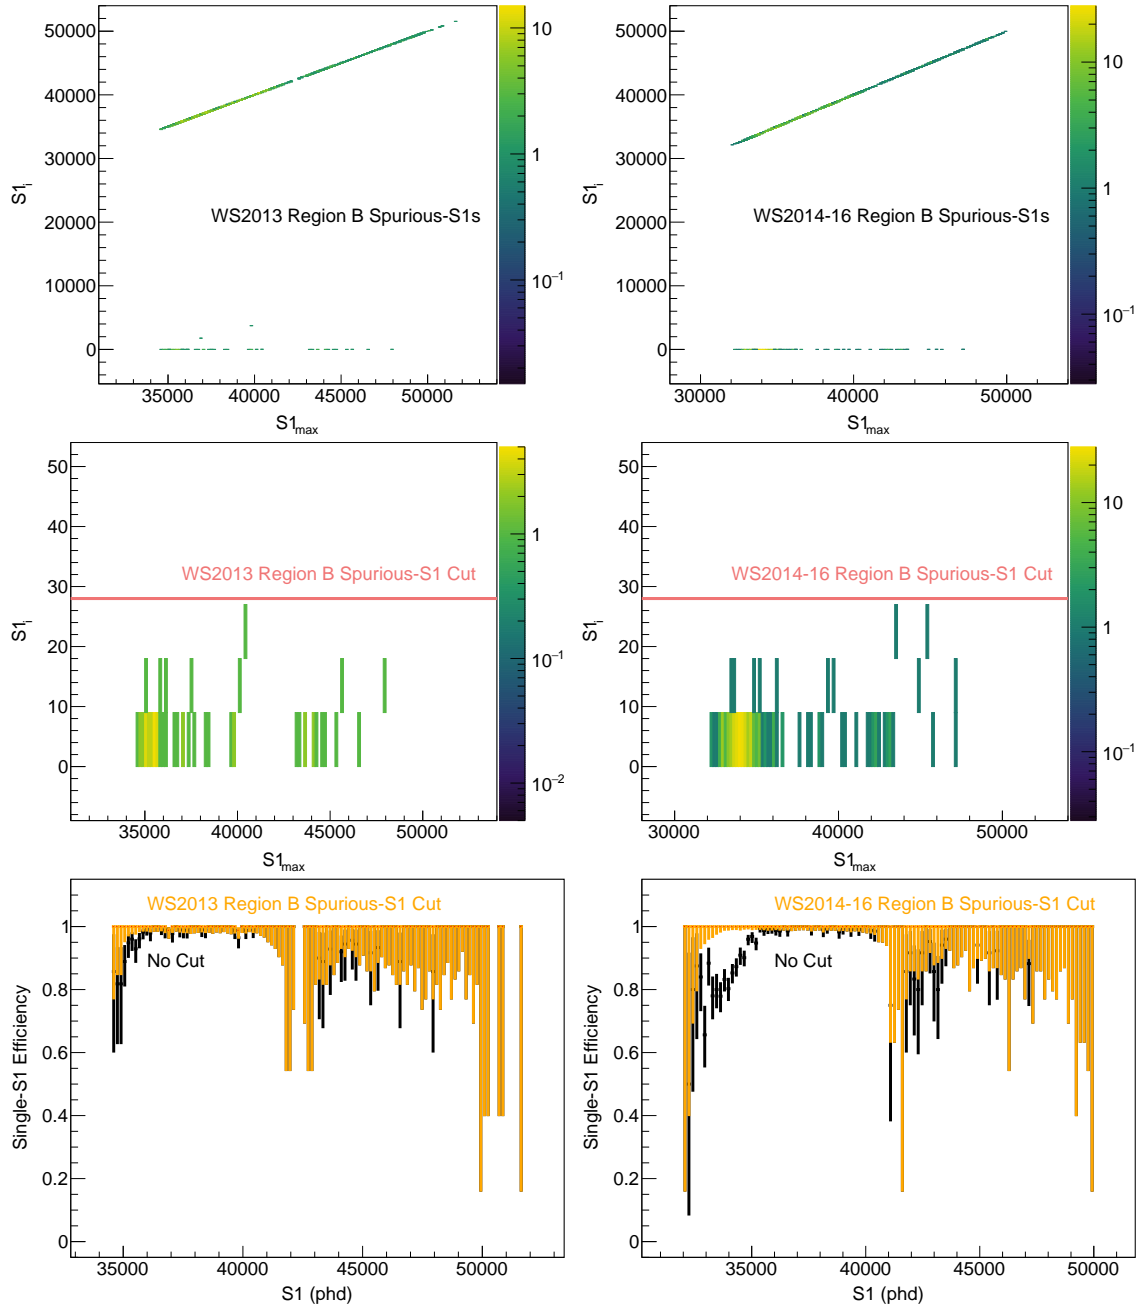 50000
40000
30000
20000
10000
0
S1i
WS2013 Region B Spurious-S1s
35000 40000 45000 50000
S1max
10
1
10−1
50000
40000
30000
20000
10000
0
S1i
WS2014-16 Region B Spurious-S1s
30000 40000 50000
S1max
10
1
10−1
50
40
30
20
10
0
S1i
WS2013 Region B Spurious-S1 Cut
35000 40000 45000 50000
S1max
1
10−1
10−2
50
40
30
20
10
0
S1i
WS2014-16 Region B Spurious-S1 Cut
30000 40000 50000
S1max
10
1
10−1
1
0.8
0.6
0.4
0.2
0
Single-S1 Efficiency
WS2013 Region B Spurious-S1 Cut
No Cut
35000 40000 45000 50000
S1 (phd)
1
0.8
0.6
0.4
0.2
0
Single-S1 Efficiency
WS2014-16 Region B Spurious-S1 Cut
No Cut
35000 40000 45000 50000
S1 (phd)